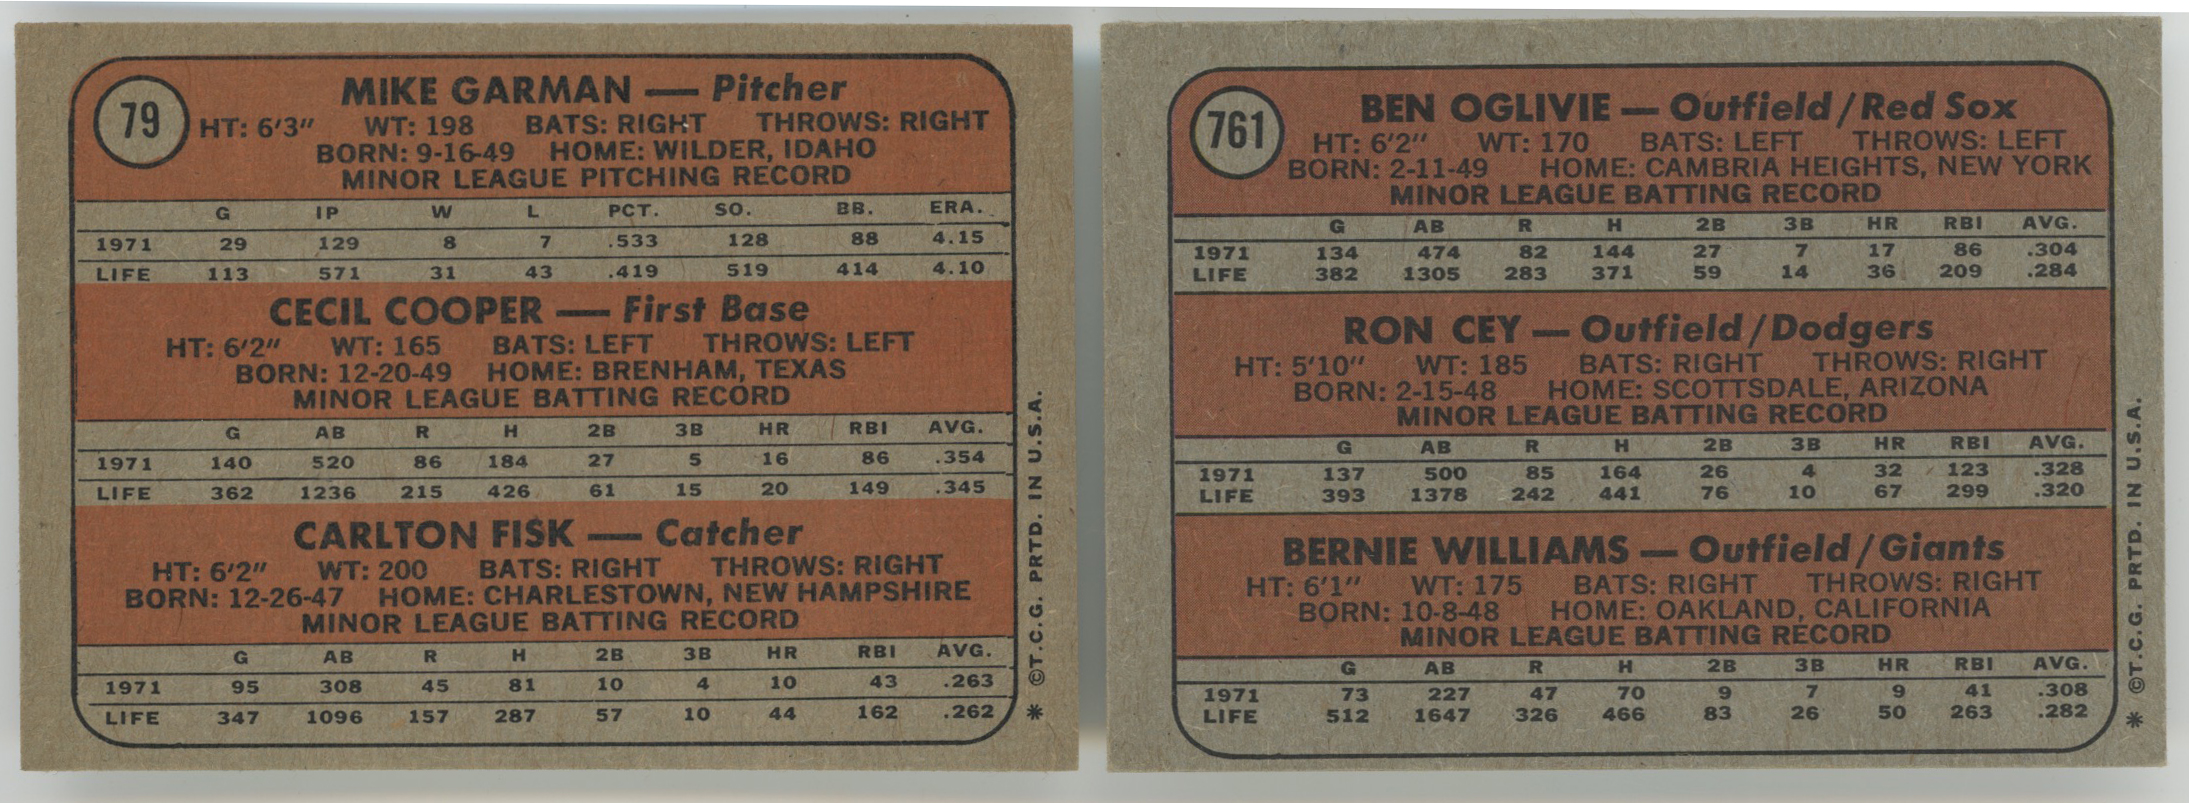 79
MIKE GARMAN — Pitcher
HT: 6'3" WT: 198 BATS: RIGHT THROWS: RIGHT
BORN: 9-16-49 HOME: WILDER, IDAHO
MINOR LEAGUE PITCHING RECORD
G IP W L PCT. SO. BB. ERA.
1971 29 129 8 7 .533 128 88 4.15
LIFE 113 571 31 43 .419 519 414 4.10
CECIL COOPER — First Base
HT: 6'2" WT: 165 BATS: LEFT THROWS: LEFT
BORN: 12-20-49 HOME: BRENHAM, TEXAS
MINOR LEAGUE BATTING RECORD
G AB R H 2B 3B HR RBI AVG.
1971 140 520 86 184 27 5 16 86 .354
LIFE 362 1236 215 426 61 15 20 149 .345
CARLTON FISK — Catcher
HT: 6'2" WT: 200 BATS: RIGHT THROWS: RIGHT
BORN: 12-26-47 HOME: CHARLESTOWN, NEW HAMPSHIRE
MINOR LEAGUE BATTING RECORD
G AB R H 2B 3B HR RBI AVG.
1971 95 308 45 81 10 4 10 43 .263
LIFE 347 1096 157 287 57 10 44 162 .262
* ©T.C.G. PRTD. IN U.S.A.
761
BEN OGLIVIE — Outfield/Red Sox
HT: 6'2" WT: 170 BATS: LEFT THROWS: LEFT
BORN: 2-11-49 HOME: CAMBRIA HEIGHTS, NEW YORK
MINOR LEAGUE BATTING RECORD
G AB R H 2B 3B HR RBI AVG.
1971 134 474 82 144 27 7 17 86 .304
LIFE 382 1305 283 371 59 14 36 209 .284
RON CEY — Outfield/Dodgers
HT: 5'10" WT: 185 BATS: RIGHT THROWS: RIGHT
BORN: 2-15-48 HOME: SCOTTSDALE, ARIZONA
MINOR LEAGUE BATTING RECORD
G AB R H 2B 3B HR RBI AVG.
1971 137 500 85 164 26 4 32 123 .328
LIFE 393 1378 242 441 76 10 67 299 .320
BERNIE WILLIAMS — Outfield/Giants
HT: 6'1" WT: 175 BATS: RIGHT THROWS: RIGHT
BORN: 10-8-48 HOME: OAKLAND, CALIFORNIA
MINOR LEAGUE BATTING RECORD
G AB R H 2B 3B HR RBI AVG.
1971 73 227 47 70 9 7 9 41 .308
LIFE 512 1647 326 466 83 26 50 263 .282
* ©T.C.G. PRTD. IN U.S.A.